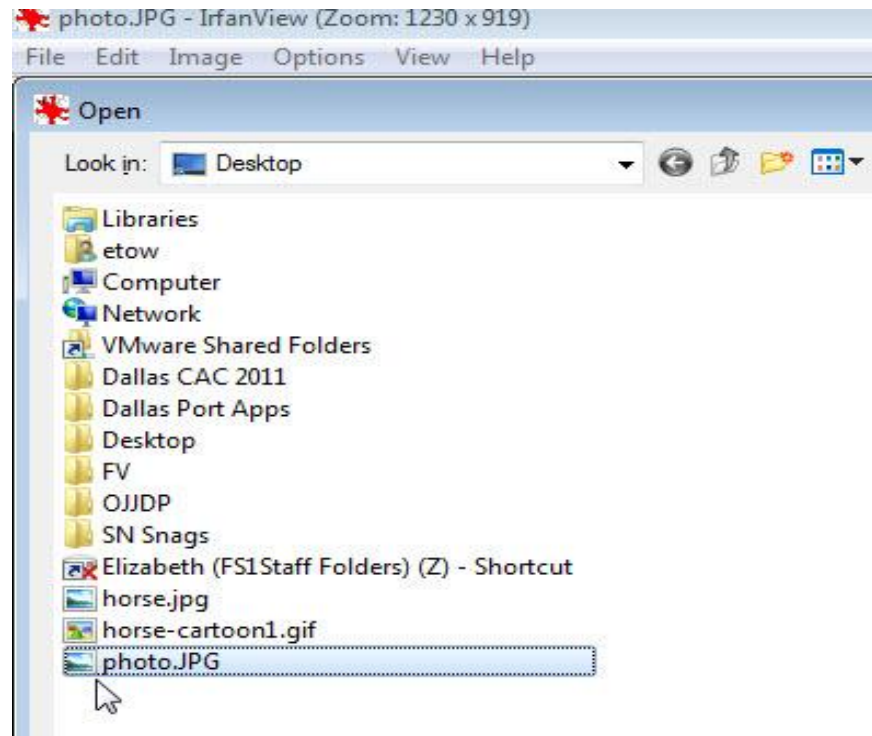 photo.JPG - IrfanView (Zoom: 1230 x 919)
File Edit Image Options View Help
Open
Look in: Desktop
Libraries
etow
Computer
Network
VMware Shared Folders
Dallas CAC 2011
Dallas Port Apps
Desktop
FV
OJJDP
SN Snags
Elizabeth (FS1Staff Folders) (Z) - Shortcut
horse.jpg
horse-cartoon1.gif
photo.JPG